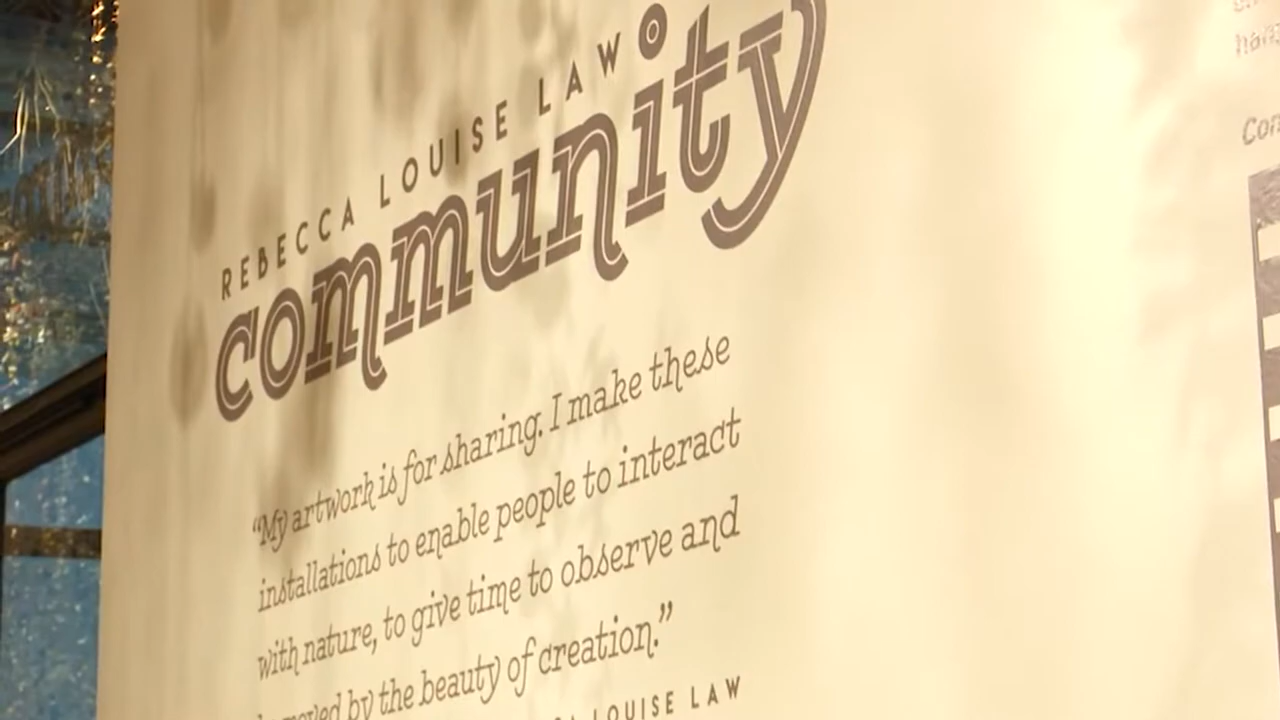 REBECCA LOUISE LAW
community
“My artwork is for sharing. I make these
installations to enable people to interact
with nature, to give time to observe and
moved by the beauty of creation.”
LOUISE LAW